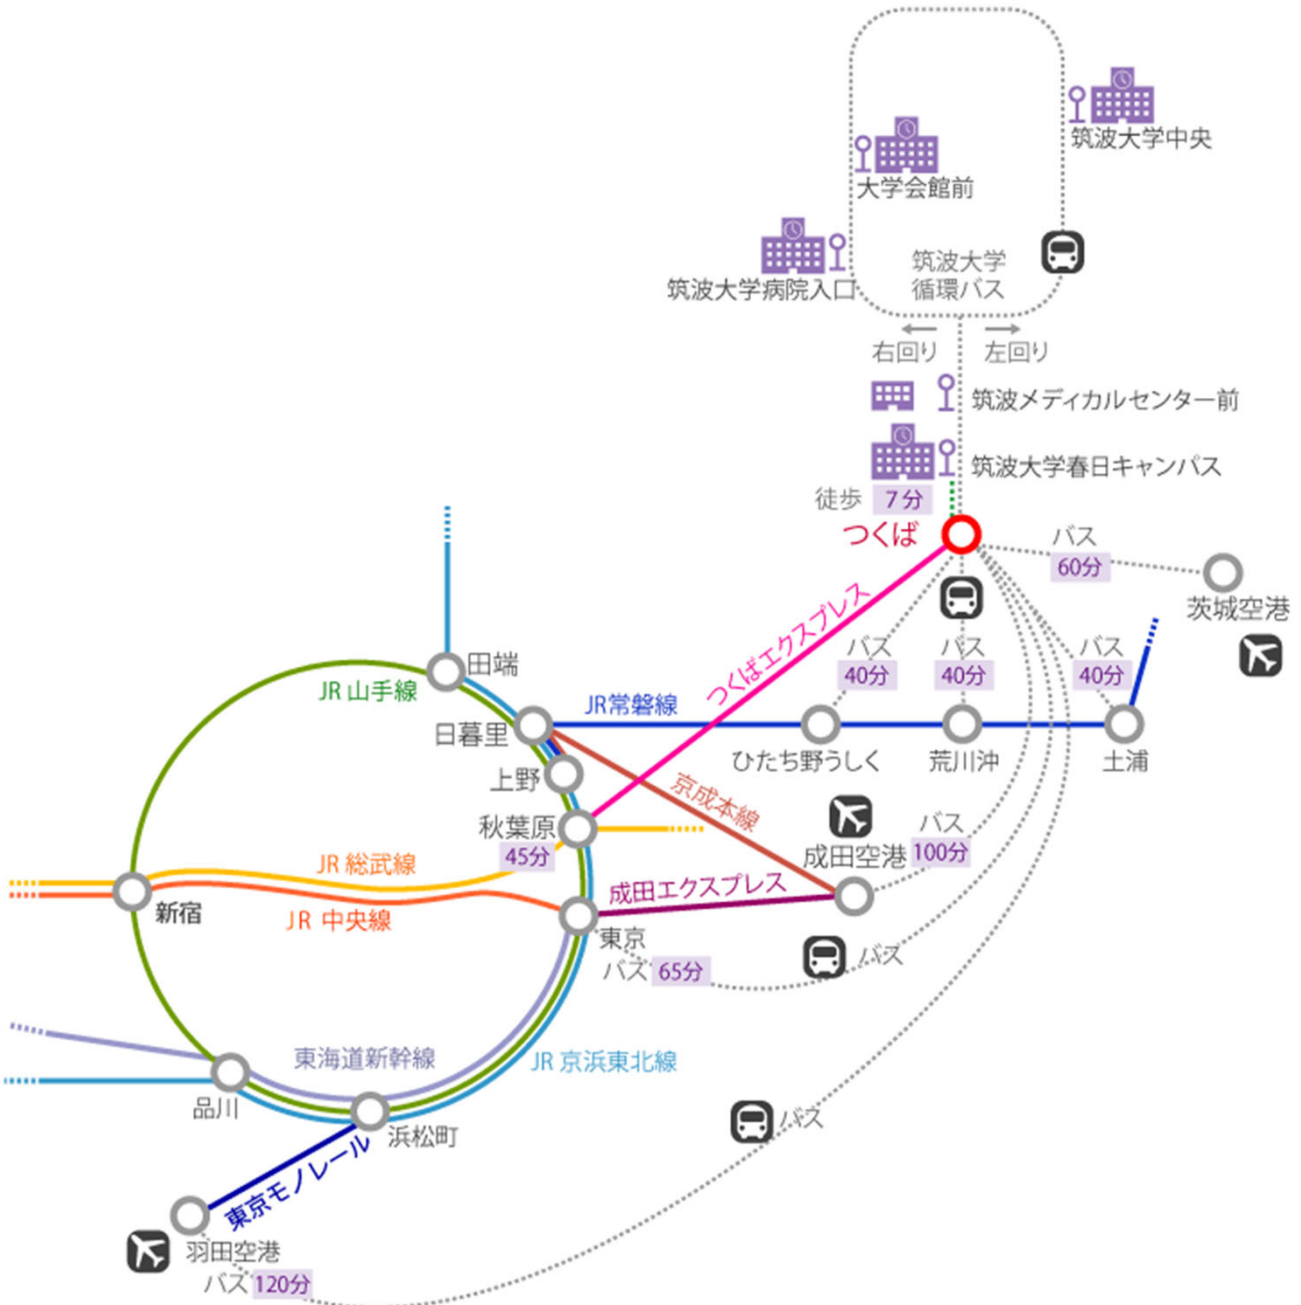 筑波大学中央
大学会館前
筑波大学病院入口
筑波大学
循環バス
右回り
左回り
筑波メディカルセンター前
筑波大学春日キャンパス
徒歩 7分
つくば
バス
60分
茨城空港
つくばエクスプレス
バス
40分
バス
40分
バス
40分
田端
JR 山手線
日暮里
JR常磐線
ひたち野うしく
荒川沖
土浦
上野
京成本線
秋葉原
45分
成田空港
バス
100分
JR 総武線
成田エクスプレス
新宿
JR 中央線
東京
バス 65分
バス
東海道新幹線
JR 京浜東北線
品川
浜松町
バス
東京モノレール
羽田空港
バス 120分